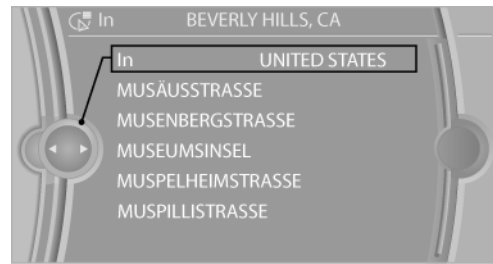 In BEVERLY HILLS, CA
In UNITED STATES
MUSÄUSSTRASSE
MUSENBERGSTRASSE
MUSEUMSINSEL
MUSPELHEIMSTRASSE
MUSPILLISTRASSE